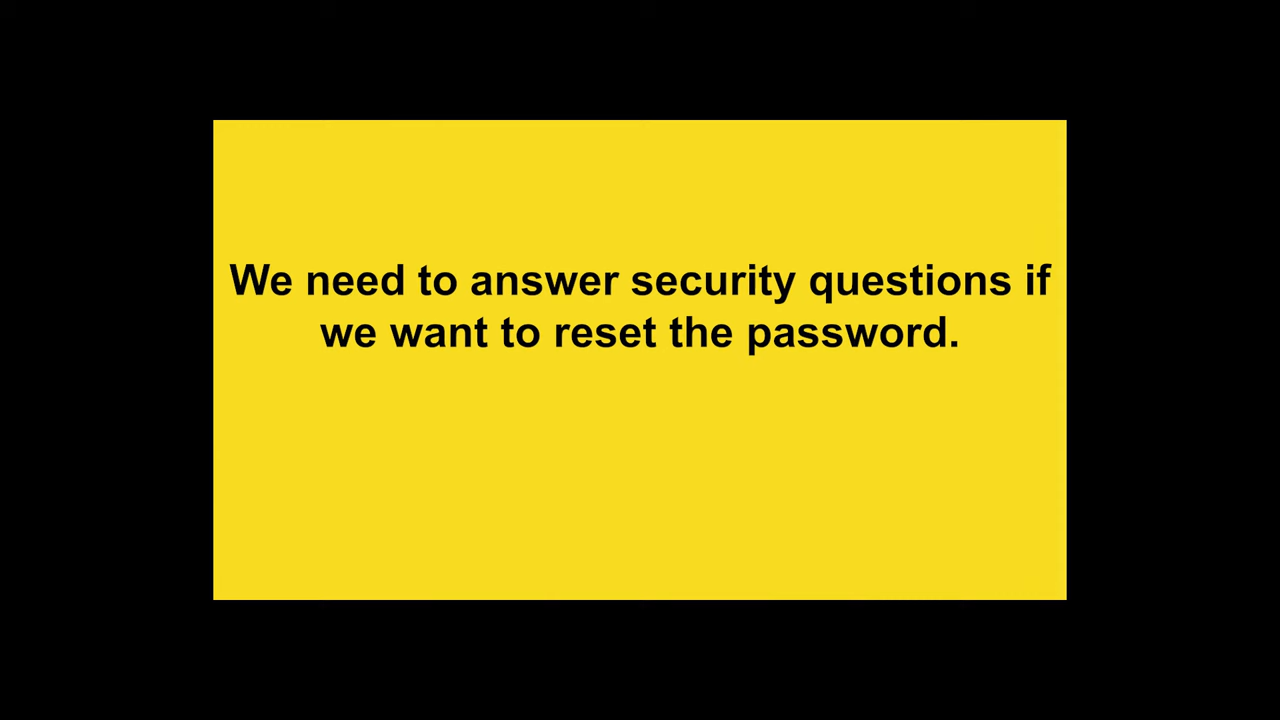 We need to answer security questions if
we want to reset the password.